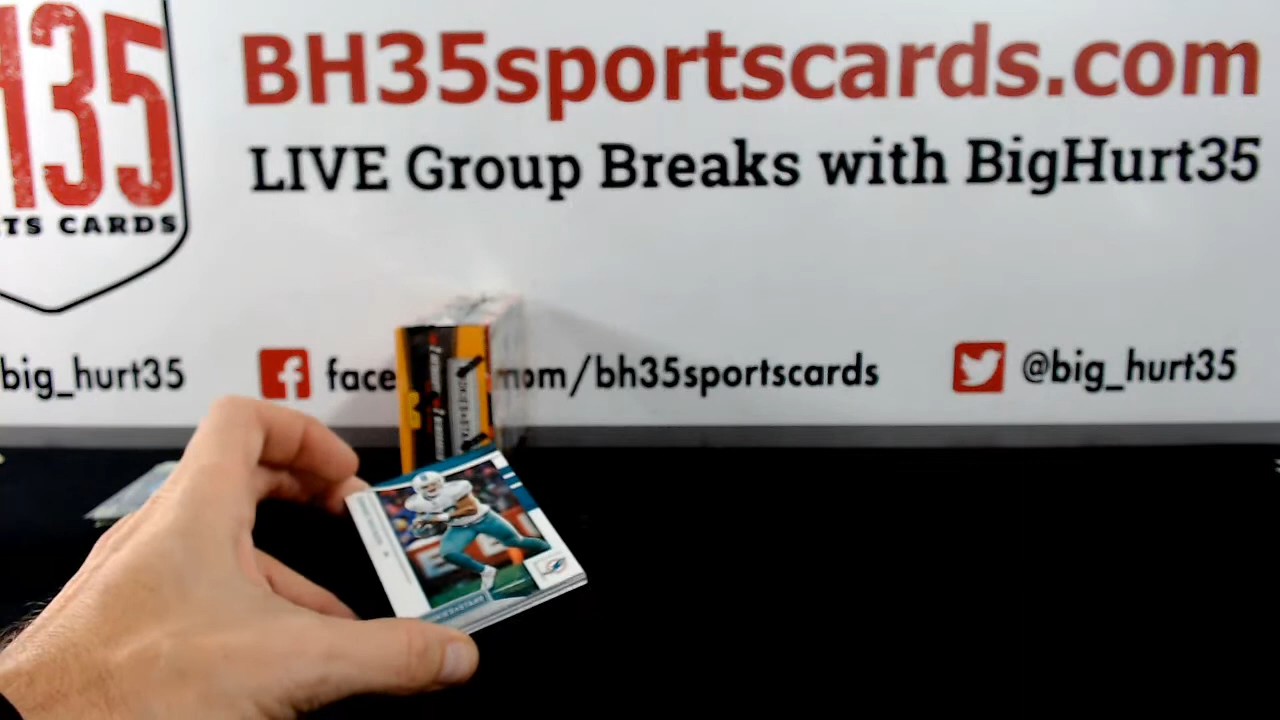 135
TS CARDS
BH35sportscards.com
LIVE Group Breaks with BigHurt35
big_hurt35
face
om/bh35sportscards
@big_hurt35